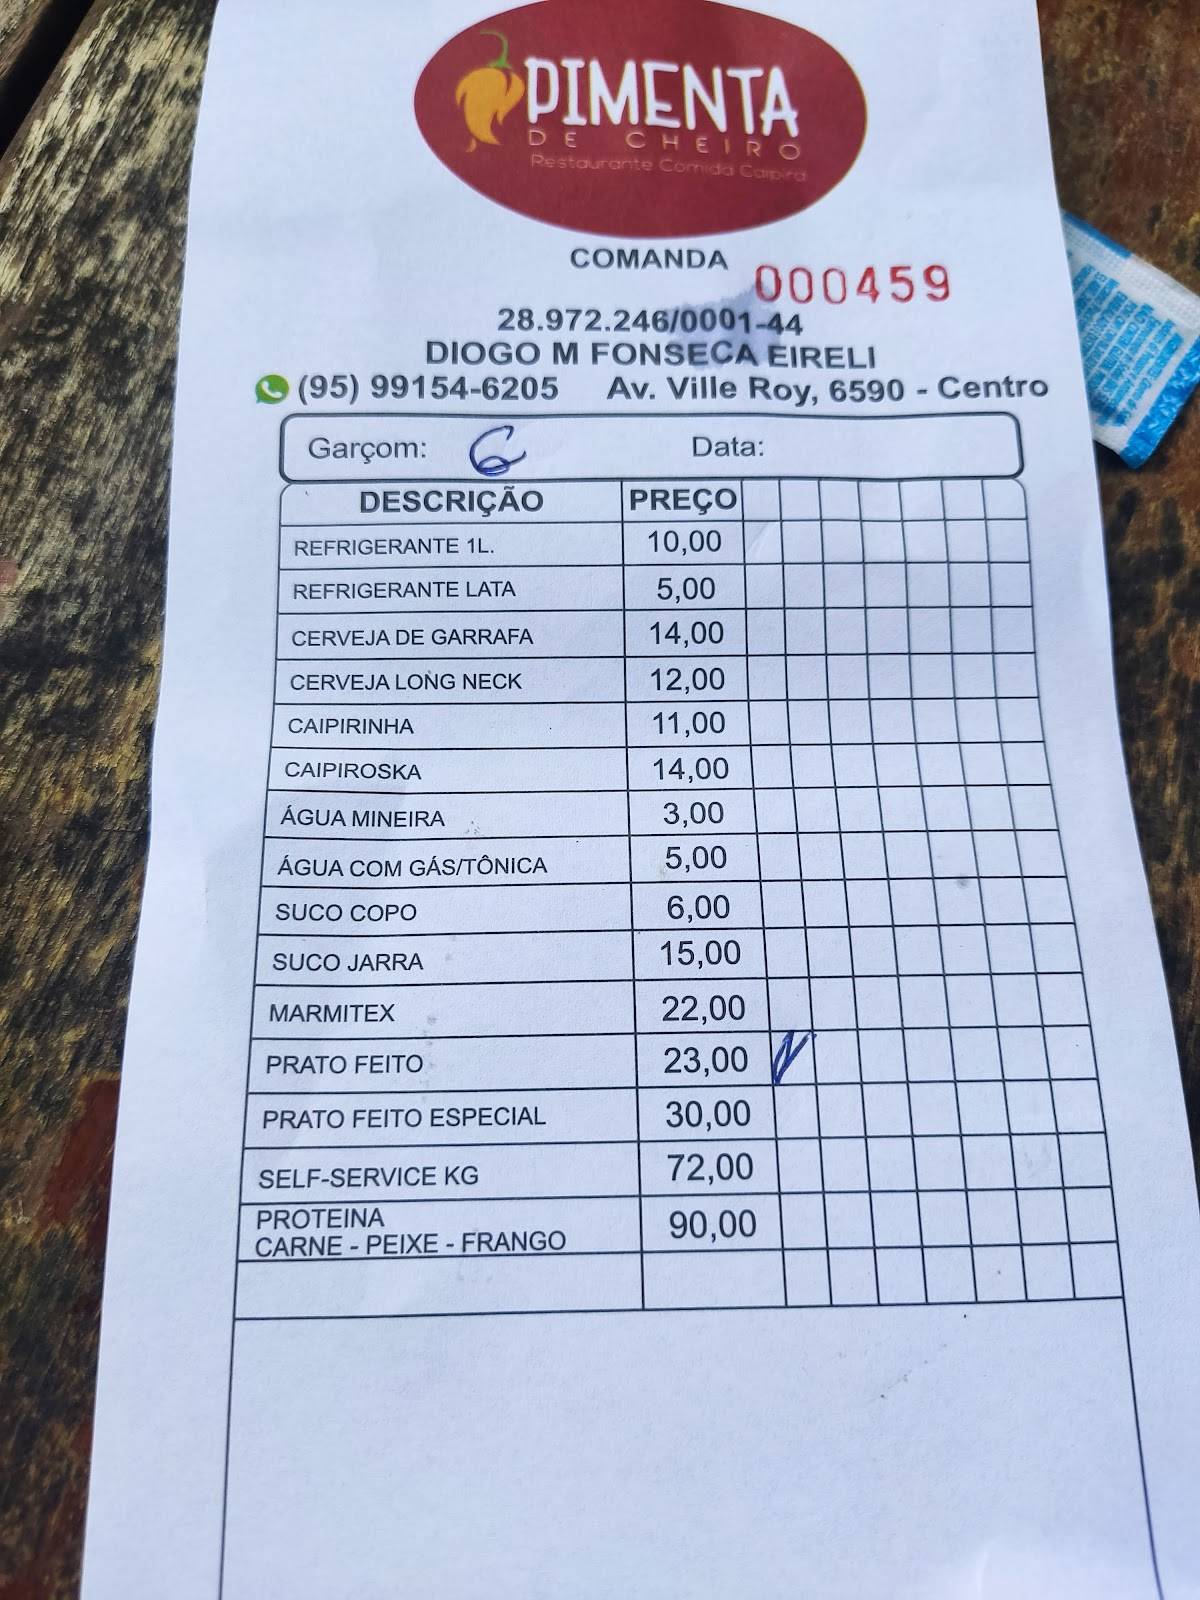 PIMENTA
DE CHEIRO
Restaurante Comida Caipira
COMANDA 000459
28.972.246/0001-44
DIOGO M FONSECA EIRELI
(95) 99154-6205 Av. Ville Roy, 6590 - Centro
Garçom: Data:
DESCRIÇÃO PREÇO
REFRIGERANTE 1L. 10,00
REFRIGERANTE LATA 5,00
CERVEJA DE GARRAFA 14,00
CERVEJA LONG NECK 12,00
CAIPIRINHA 11,00
CAIPIROSKA 14,00
ÁGUA MINEIRA 3,00
ÁGUA COM GÁS/TÔNICA 5,00
SUCO COPO 6,00
SUCO JARRA 15,00
MARMITEX 22,00
PRATO FEITO 23,00
PRATO FEITO ESPECIAL 30,00
SELF-SERVICE KG 72,00
PROTEINA
CARNE - PEIXE - FRANGO 90,00